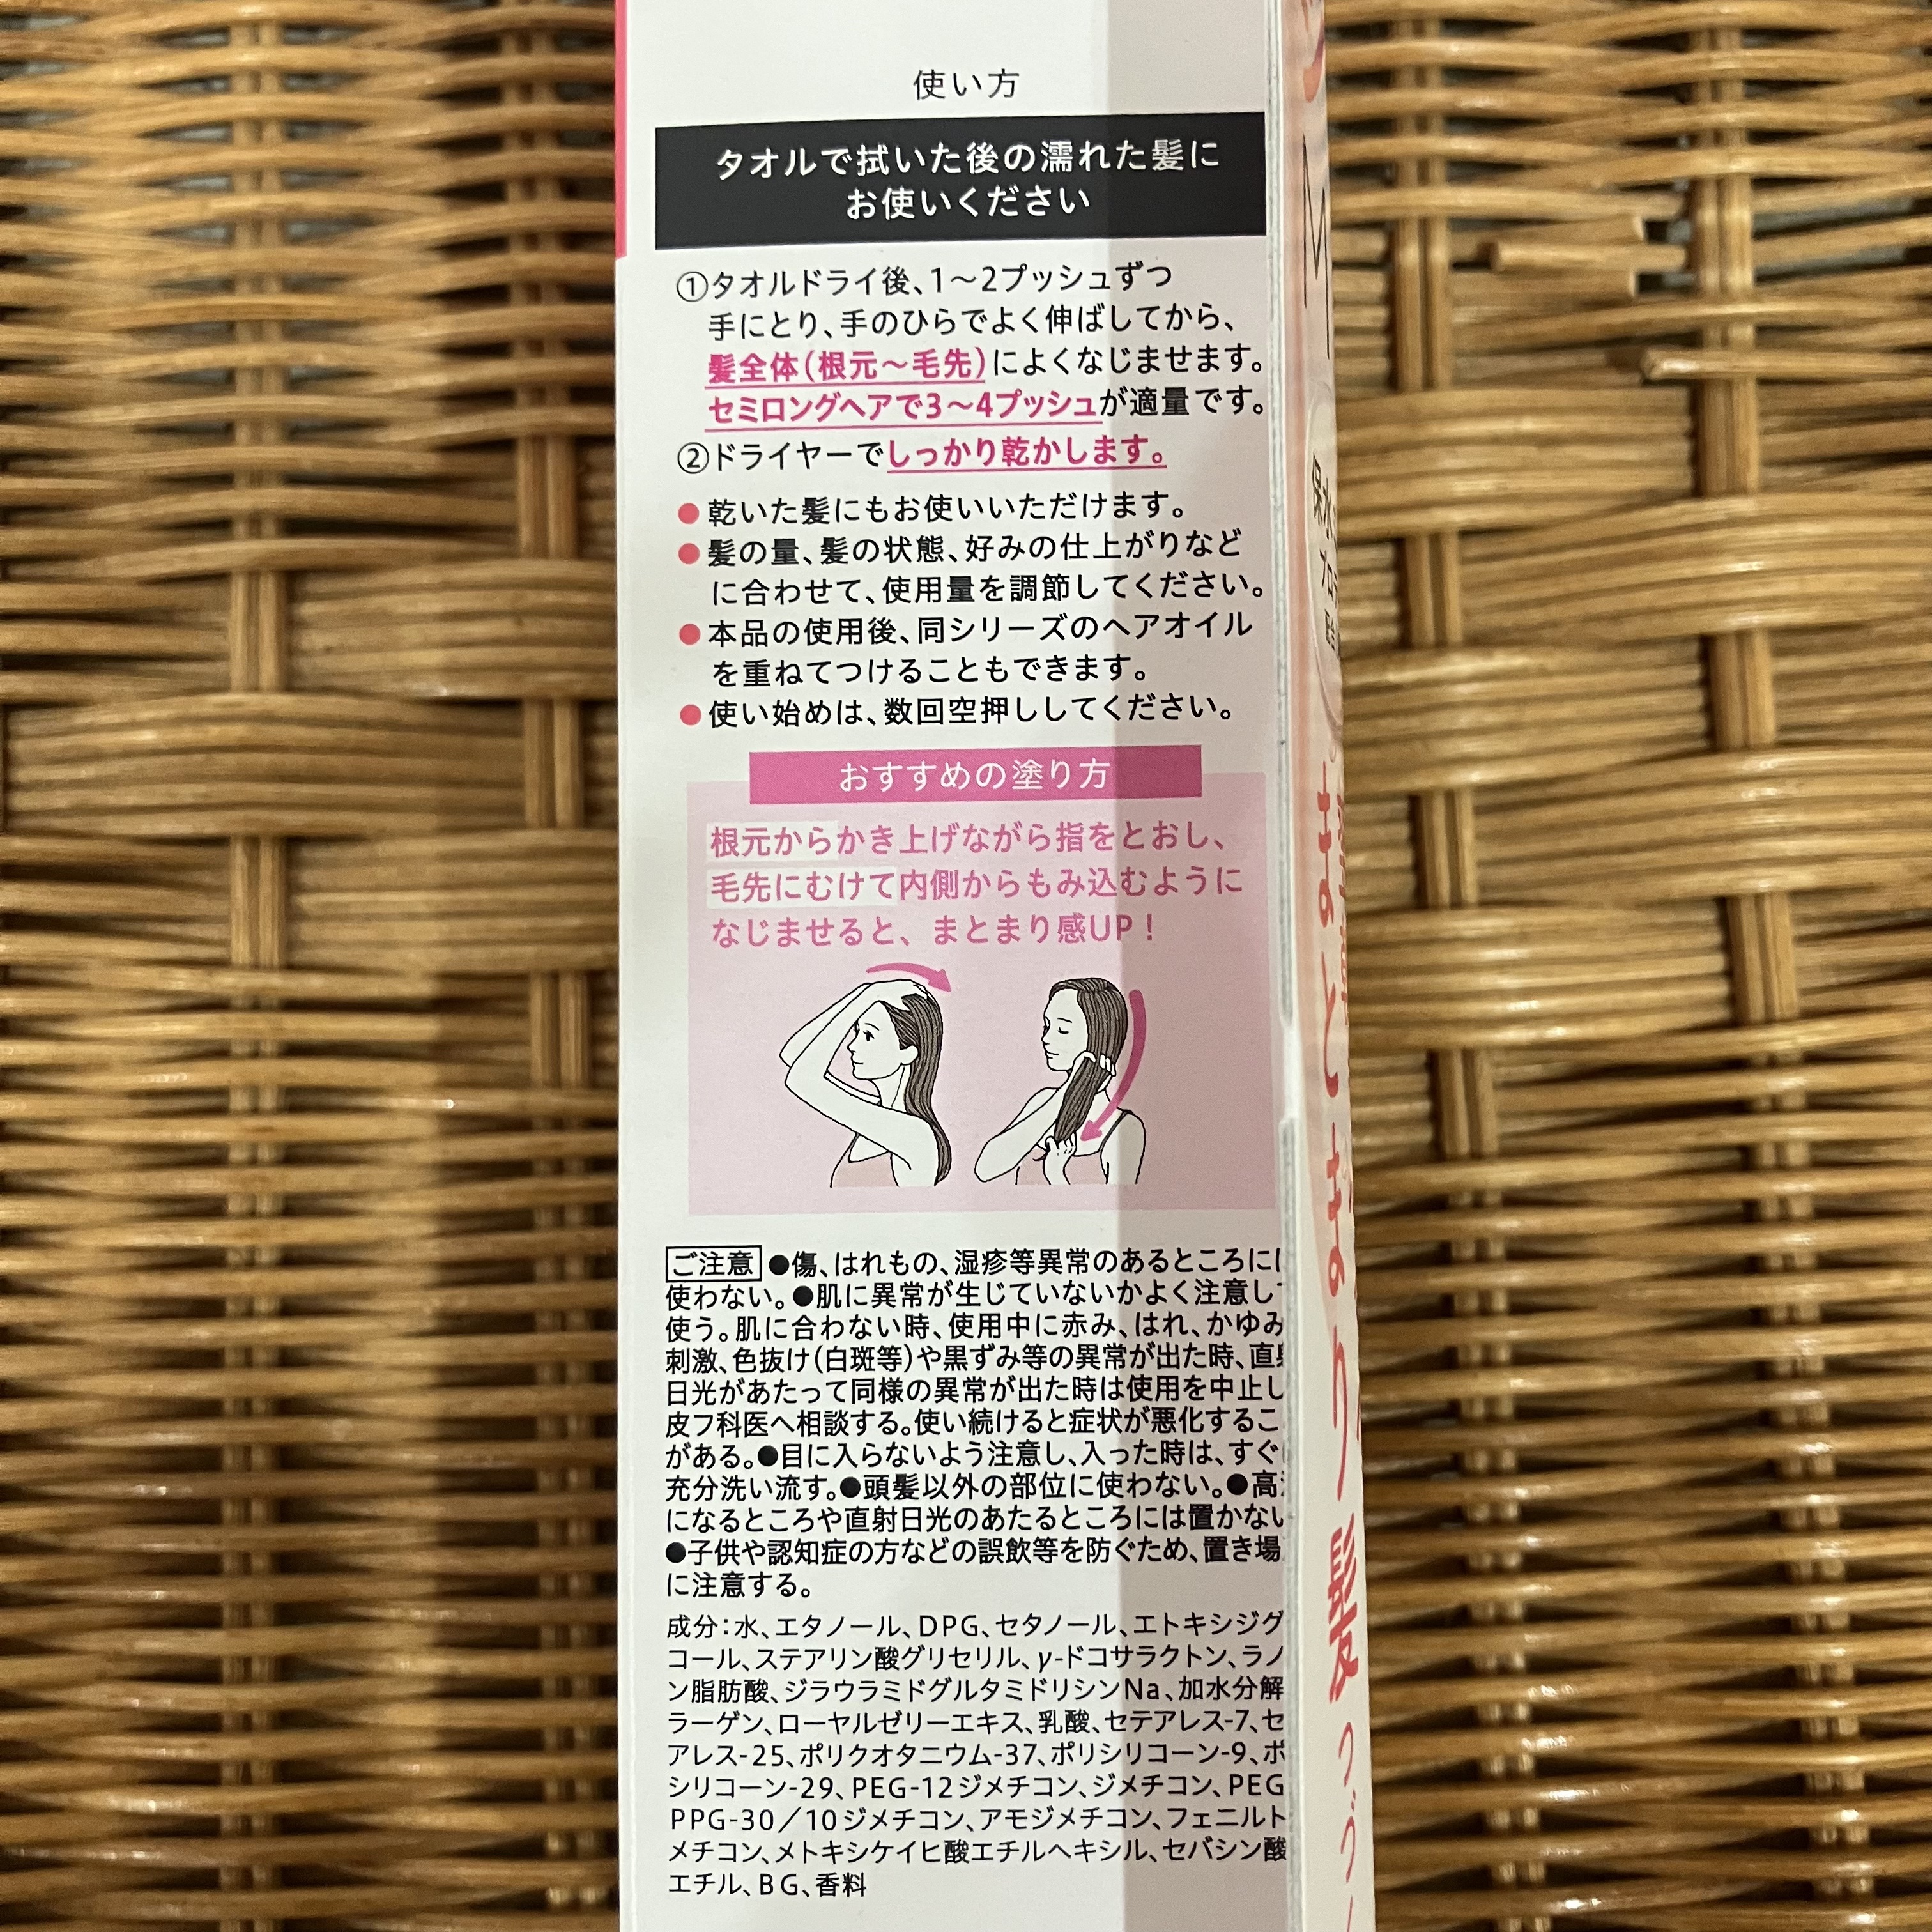 使い方
タオルで拭いた後の濡れた髪に
お使いください
①タオルドライ後、1～2プッシュずつ
手にとり、手のひらでよく伸ばしてから、
髪全体(根元～毛先)によくなじませます。
セミロングヘアで3～4プッシュが適量です。
②ドライヤーでしっかり乾かします。
●乾いた髪にもお使いいただけます。
●髪の量、髪の状態、好みの仕上がりなど
に合わせて、使用量を調節してください。
●本品の使用後、同シリーズのヘアオイル
を重ねてつけることもできます。
●使い始めは、数回空押ししてください。
おすすめの塗り方
根元からかき上げながら指をとおし、
毛先にむけて内側からもみ込むように
なじませると、まとまり感UP！
ご注意 ●傷、はれもの、湿疹等異常のあるところに
使わない。●肌に異常が生じていないかよく注意し
使う。肌に合わない時、使用中に赤み、はれ、かゆみ
刺激、色抜け(白斑等)や黒ずみ等の異常が出た時、直
日光があたって同様の異常が出た時は使用を中止し
皮フ科医へ相談する。使い続けると症状が悪化するこ
がある。●目に入らないよう注意し、入った時は、すぐ
充分洗い流す。●頭髪以外の部位に使わない。●高
になるところや直射日光のあたるところには置かない
●子供や認知症の方などの誤飲等を防ぐため、置き場
に注意する。
成分：水、エタノール、DPG、セタノール、エトキシジグ
コール、ステアリン酸グリセリル、γ-ドコサラクトン、ラノ
ン脂肪酸、ジラウラミドグルタミドリシンNa、加水分解
ラーゲン、ローヤルゼリーエキス、乳酸、セテアレス-7、セ
アレス-25、ポリクオタニウム-37、ポリシリコーン-9、ポ
シリコーン-29、PEG-12ジメチコン、ジメチコン、PEG
PPG-30／10ジメチコン、アモジメチコン、フェニルト
メチコン、メトキシケイヒ酸エチルヘキシル、セバシン酸
エチル、BG、香料
保水
まとまり髪